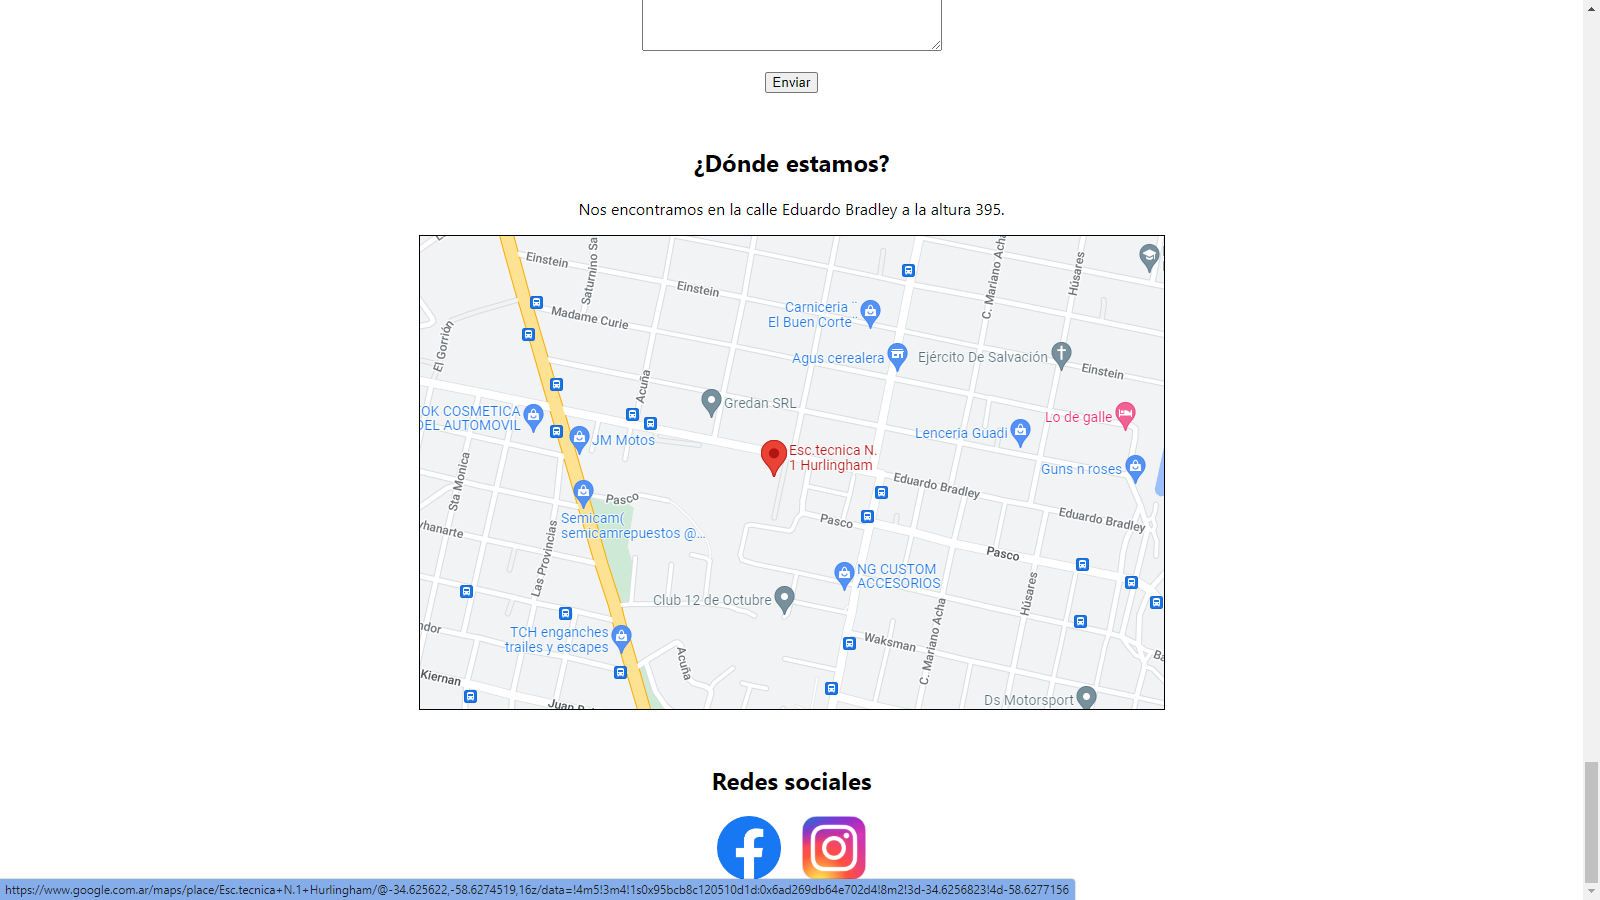 Enviar
¿Dónde estamos?
Nos encontramos en la calle Eduardo Bradley a la altura 395.
Einstein
Saturnino Sa
Einstein
C. Mariano Acha
Húsares
Madame Curie
Carniceria ¨
El Buen Corte¨
El Gorrión
Agus cerealera
Ejército De Salvación
Einstein
Acuña
Gredan SRL
OK COSMETICA
DEL AUTOMOVIL
JM Motos
Lo de galle
Lenceria Guadi
Esc.tecnica N.
1 Hurlingham
Guns n roses
Sta Monica
Eduardo Bradley
Pasco
Semicam(
semicamrepuestos @...
Pasco
Eduardo Bradley
yhanarte
Las Provincias
Pasco
NG CUSTOM
ACCESORIOS
Húsares
Club 12 de Octubre
C. Mariano Acha
ndor
TCH enganches
trailes y escapes
Waksman
Acuña
Kiernan
Ds Motorsport
Redes sociales
https://www.google.com.ar/maps/place/Esc.tecnica+N.1+Hurlingham/@-34.625622,-58.6274519,16z/data=!4m5!3m4!1s0x95bcb8c120510d1d:0x6ad269db64e702d4!8m2!3d-34.6256823!4d-58.6277156